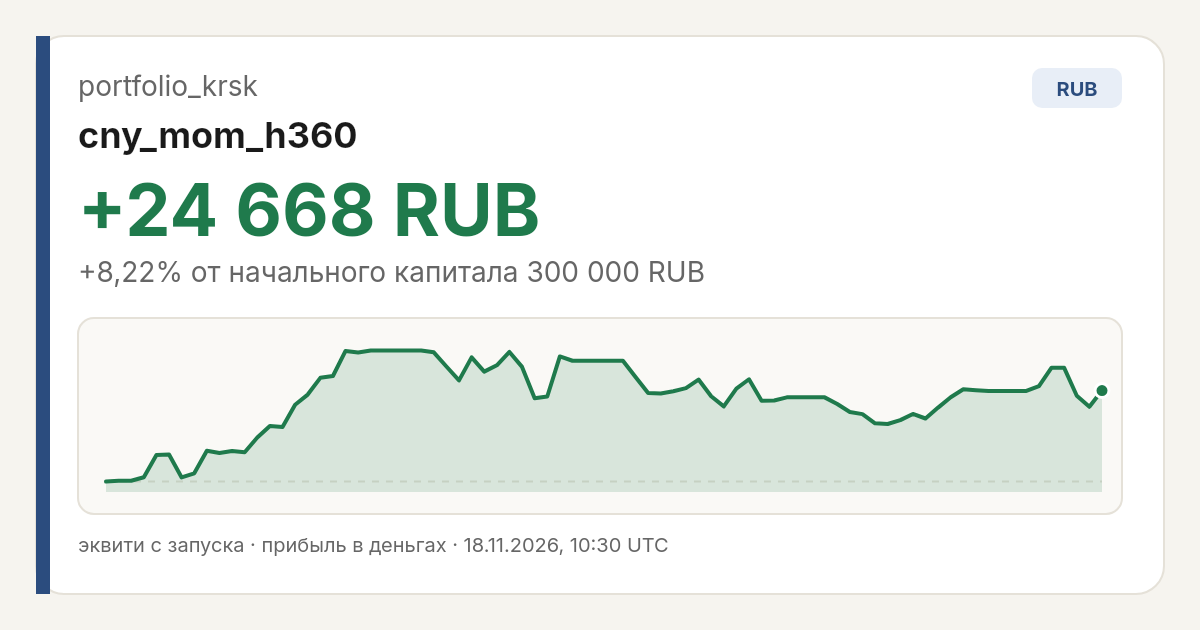 portfolio_krsk
RUB
cny_mom_h360
+24 668 RUB
+8,22% от начального капитала 300 000 RUB
эквити с запуска · прибыль в деньгах · 18.11.2026, 10:30 UTC